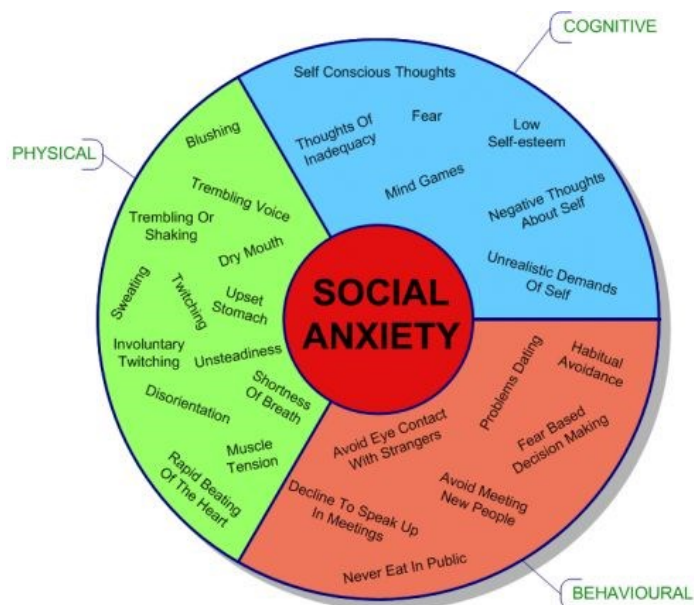 COGNITIVE
Self Conscious Thoughts
Fear
Thoughts Of
Inadequacy
Low
Self-esteem
Mind Games
Negative Thoughts
About Self
Unrealistic Demands
Of Self
PHYSICAL
Blushing
Trembling Voice
Trembling Or
Shaking
Dry Mouth
Sweating
Twitching
Upset
Stomach
Involuntary
Twitching
Unsteadiness
Shortness
Of Breath
Disorientation
Muscle
Tension
Rapid Beating
Of The Heart
SOCIAL
ANXIETY
Habitual
Avoidance
Problems Dating
Fear Based
Decision Making
Avoid Eye Contact
With Strangers
Avoid Meeting
New People
Decline To Speak Up
In Meetings
Never Eat In Public
BEHAVIOURAL